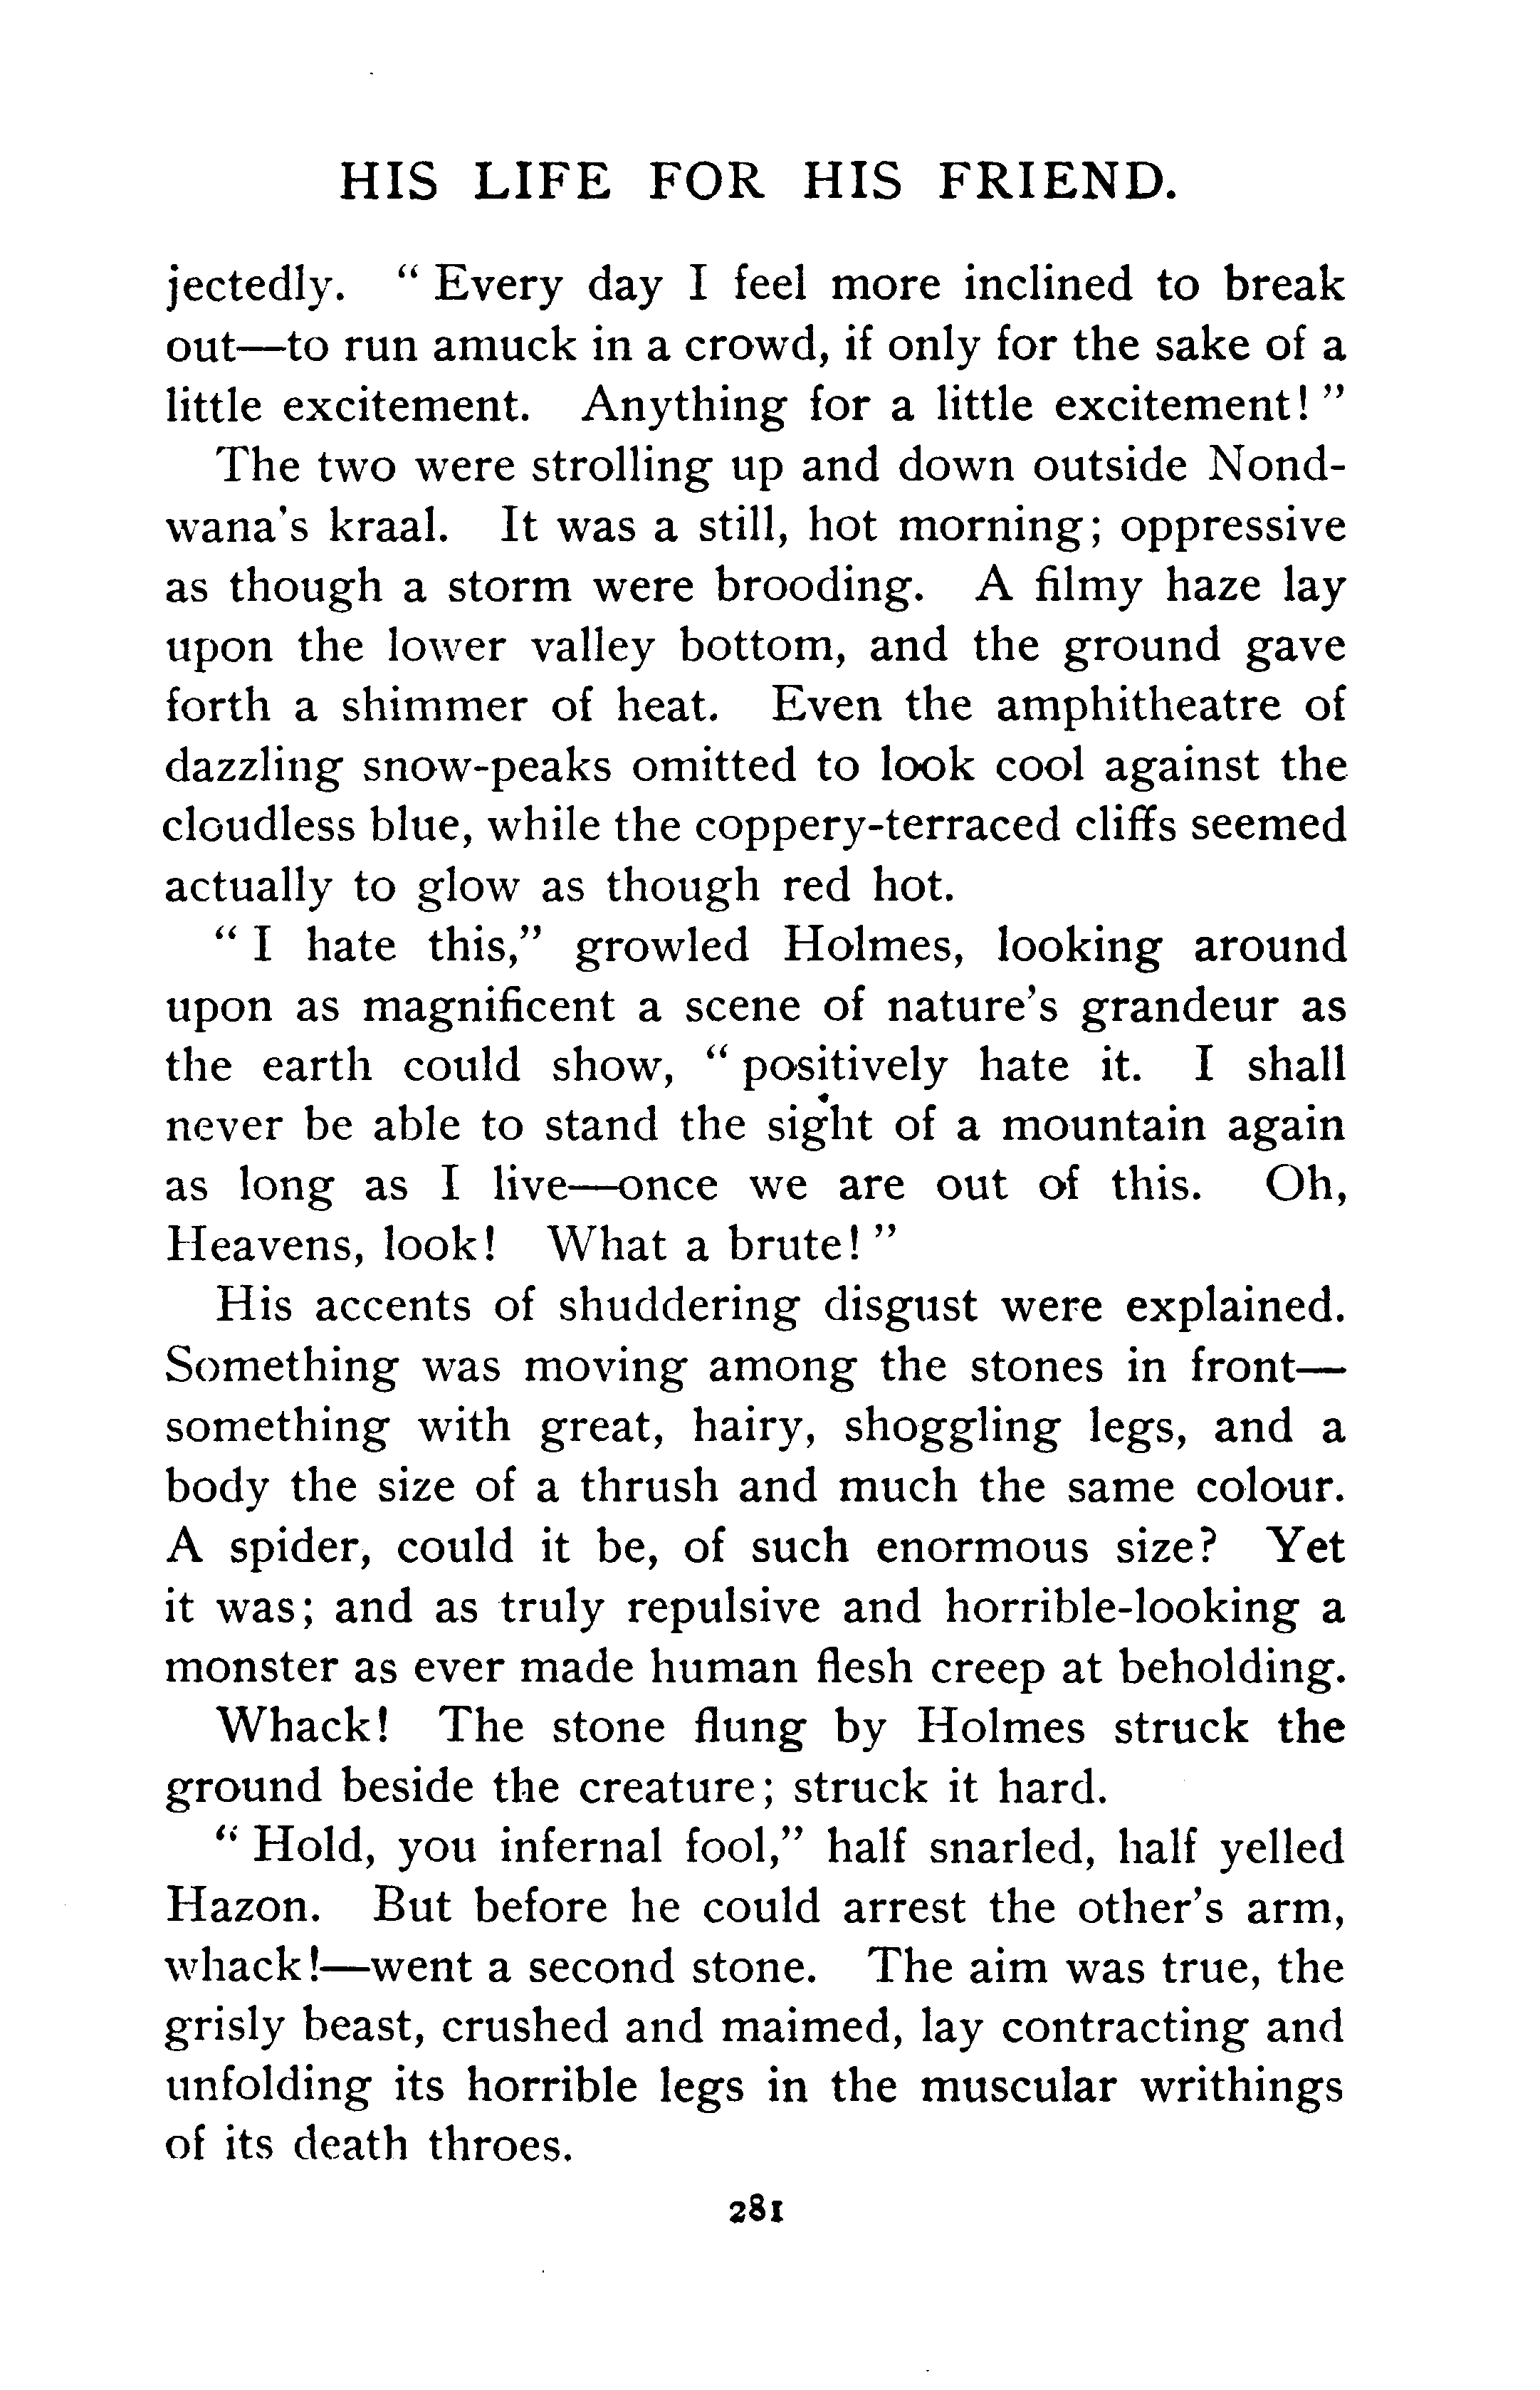 HIS LIFE FOR HIS FRIEND.
jectedly. " Every day I feel more inclined to break
out—to run amuck in a crowd, if only for the sake of a
little excitement. Anything for a little excitement! "
The two were strolling up and down outside Nond-
wana's kraal. It was a still, hot morning; oppressive
as though a storm were brooding. A filmy haze lay
upon the lower valley bottom, and the ground gave
forth a shimmer of heat. Even the amphitheatre of
dazzling snow-peaks omitted to look cool against the
cloudless blue, while the coppery-terraced cliffs seemed
actually to glow as though red hot.
" I hate this," growled Holmes, looking around
upon as magnificent a scene of nature's grandeur as
the earth could show, " positively hate it. I shall
never be able to stand the sight of a mountain again
as long as I live—once we are out of this. Oh,
Heavens, look! What a brute! "
His accents of shuddering disgust were explained.
Something was moving among the stones in front—
something with great, hairy, shoggling legs, and a
body the size of a thrush and much the same colour.
A spider, could it be, of such enormous size? Yet
it was; and as truly repulsive and horrible-looking a
monster as ever made human flesh creep at beholding.
Whack! The stone flung by Holmes struck the
ground beside the creature; struck it hard.
" Hold, you infernal fool," half snarled, half yelled
Hazon. But before he could arrest the other's arm,
whack!—went a second stone. The aim was true, the
grisly beast, crushed and maimed, lay contracting and
unfolding its horrible legs in the muscular writhings
of its death throes.
281